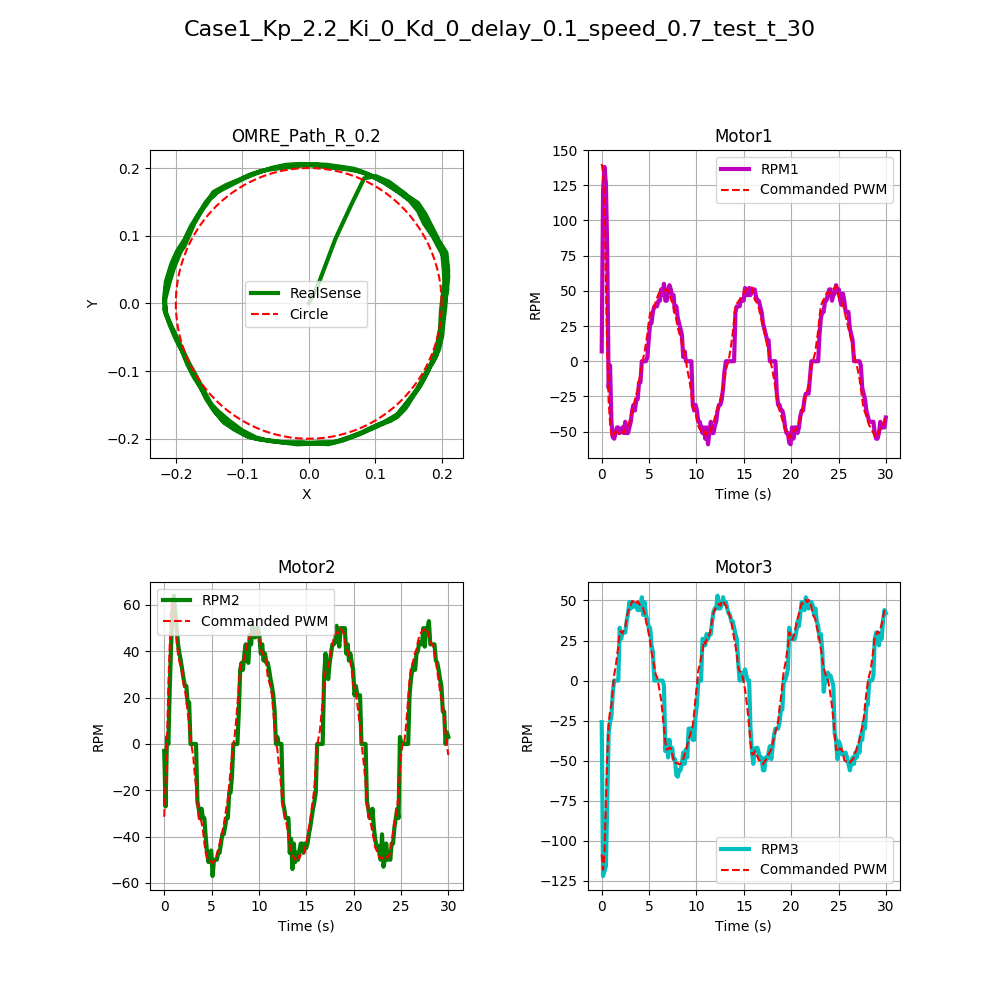 Case1_Kp_2.2_Ki_0_Kd_0_delay_0.1_speed_0.7_test_t_30
OMRE_Path_R_0.2
0.2
0.1
0.0
−0.1
−0.2
Y
RealSense
Circle
−0.2
−0.1
0.0
0.1
0.2
X
Motor1
150
125
100
75
50
25
0
−25
−50
RPM
RPM1
Commanded PWM
0
5
10
15
20
25
30
Time (s)
Motor2
60
40
20
0
−20
−40
−60
RPM
RPM2
Commanded PWM
0
5
10
15
20
25
30
Time (s)
Motor3
50
25
0
−25
−50
−75
−100
−125
RPM
RPM3
Commanded PWM
0
5
10
15
20
25
30
Time (s)